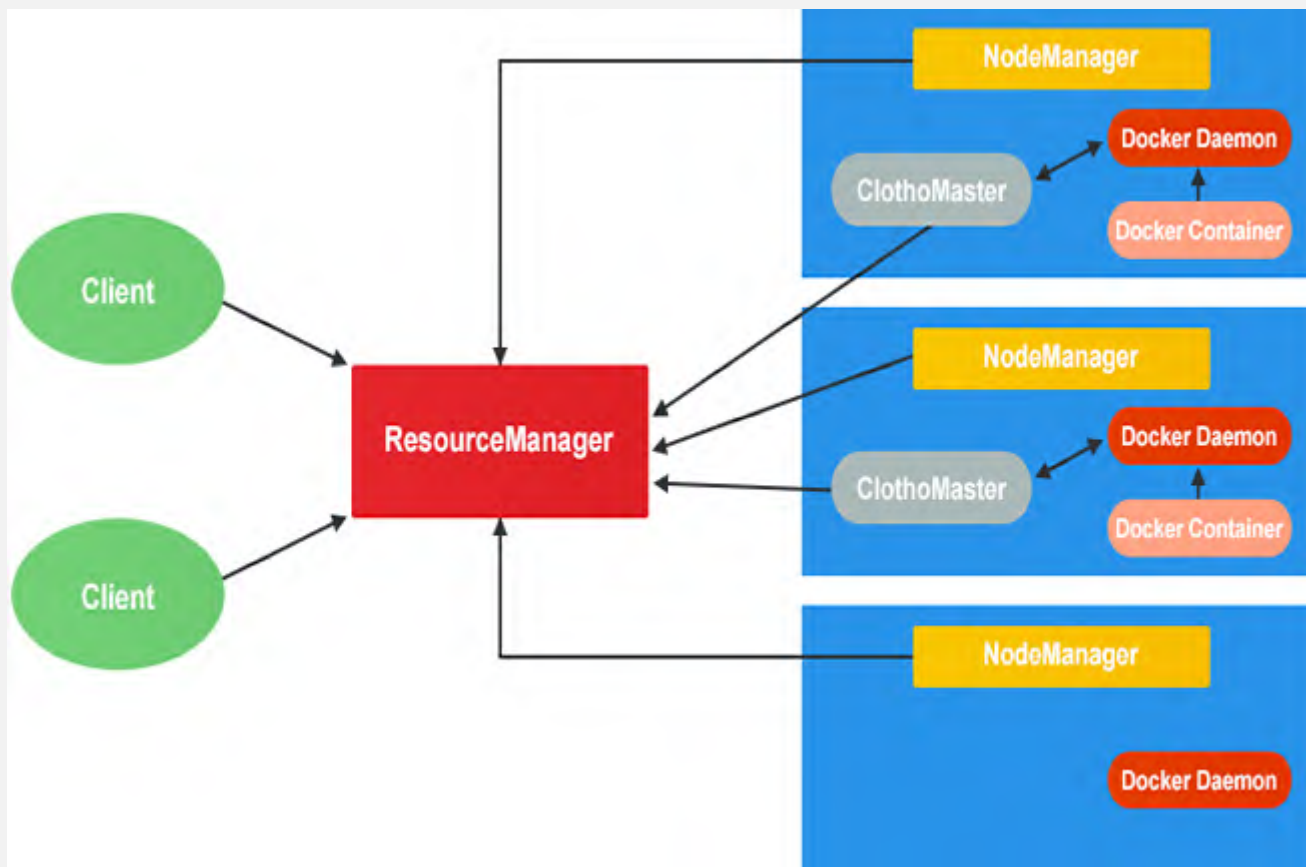 NodeManager
Docker Daemon
ClothoMaster
Docker Container
Client
NodeManager
ResourceManager
Docker Daemon
ClothoMaster
Docker Container
Client
NodeManager
Docker Daemon